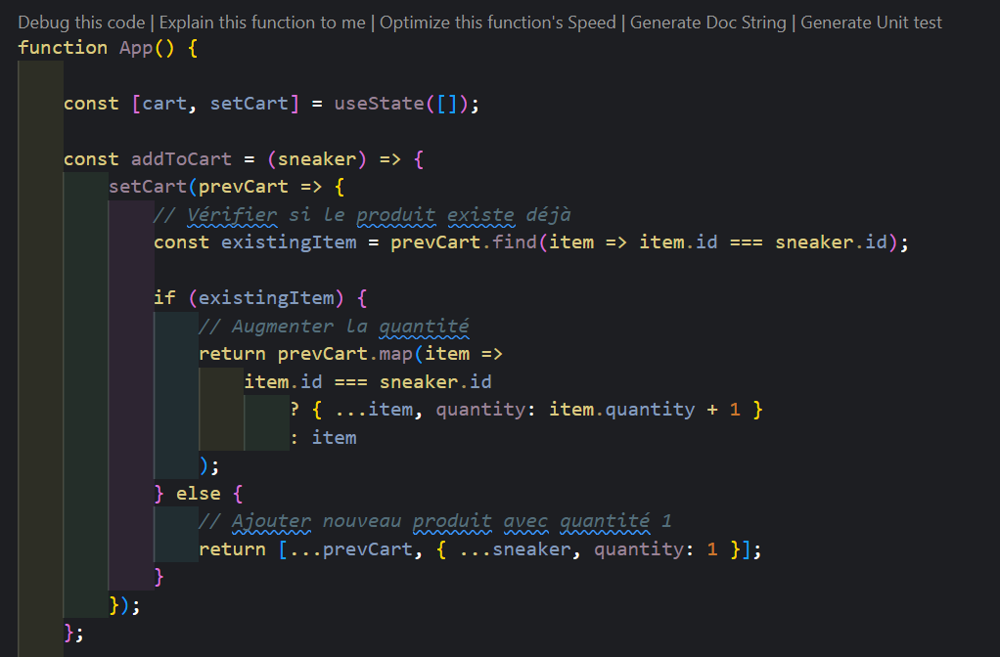 Debug this code | Explain this function to me | Optimize this function's Speed | Generate Doc String | Generate Unit test
function App() {
const [cart, setCart] = useState([]);
const addToCart = (sneaker) => {
setCart(prevCart => {
// Vérifier si le produit existe déjà
const existingItem = prevCart.find(item => item.id === sneaker.id);
if (existingItem) {
// Augmenter la quantité
return prevCart.map(item =>
item.id === sneaker.id
? { ...item, quantity: item.quantity + 1 }
: item
);
} else {
// Ajouter nouveau produit avec quantité 1
return [...prevCart, { ...sneaker, quantity: 1 }];
}
});
};